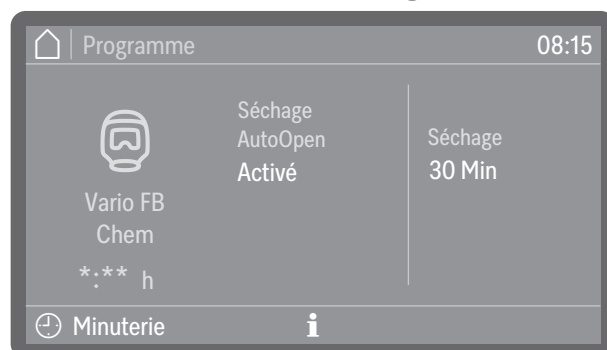 Programme
08:15
Vario FB
Chem
*:** h
Séchage
AutoOpen
Activé
Séchage
30 Min
Minuterie
i